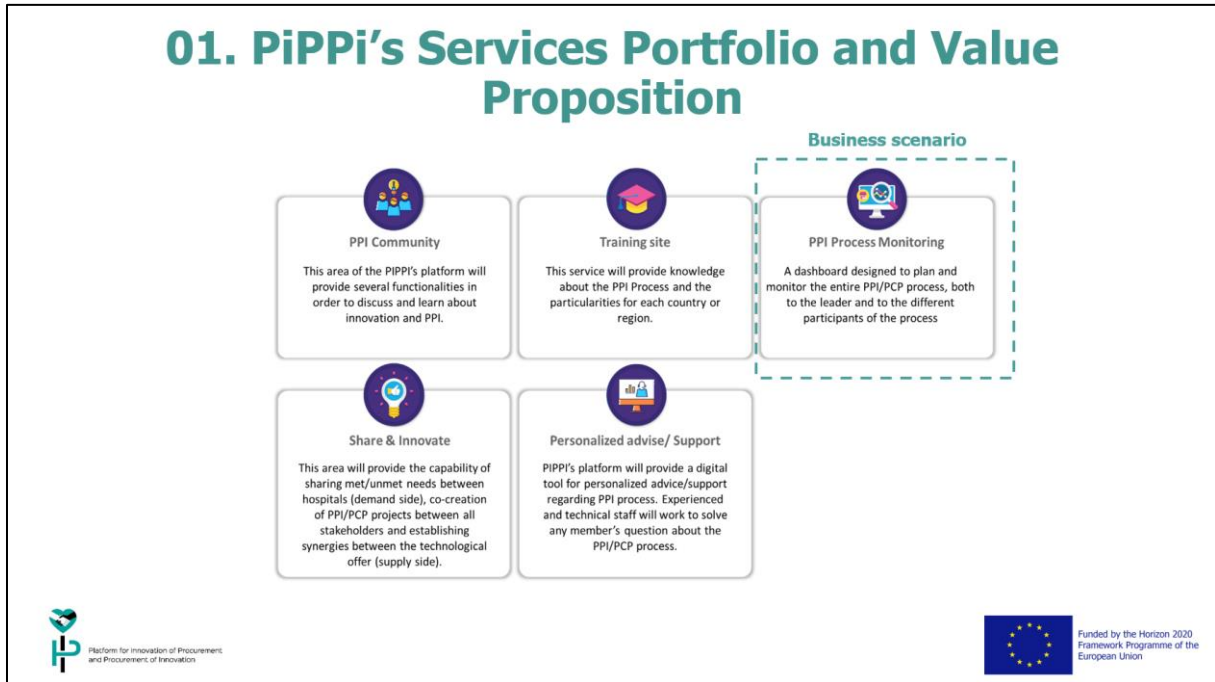 01. PiPPi's Services Portfolio and Value
Proposition
Business scenario
PPI Community
This area of the PIPPI's platform will
provide several functionalities in
order to discuss and learn about
innovation and PPI.
Training site
This service will provide knowledge
about the PPI Process and the
particularities for each country or
region.
PPI Process Monitoring
A dashboard designed to plan and
monitor the entire PPI/PCP process, both
to the leader and to the different
participants of the process
Share & Innovate
This area will provide the capability of
sharing met/unmet needs between
hospitals (demand side), co-creation
of PPI/PCP projects between all
stakeholders and establishing
synergies between the technological
offer (supply side).
Personalized advise/ Support
PIPPI's platform will provide a digital
tool for personalized advice/support
regarding PPI process. Experienced
and technical staff will work to solve
any member's question about the
PPI/PCP process.
Platform for Innovation of Procurement
and Procurement of Innovation
Funded by the Horizon 2020
Framework Programme of the
European Union